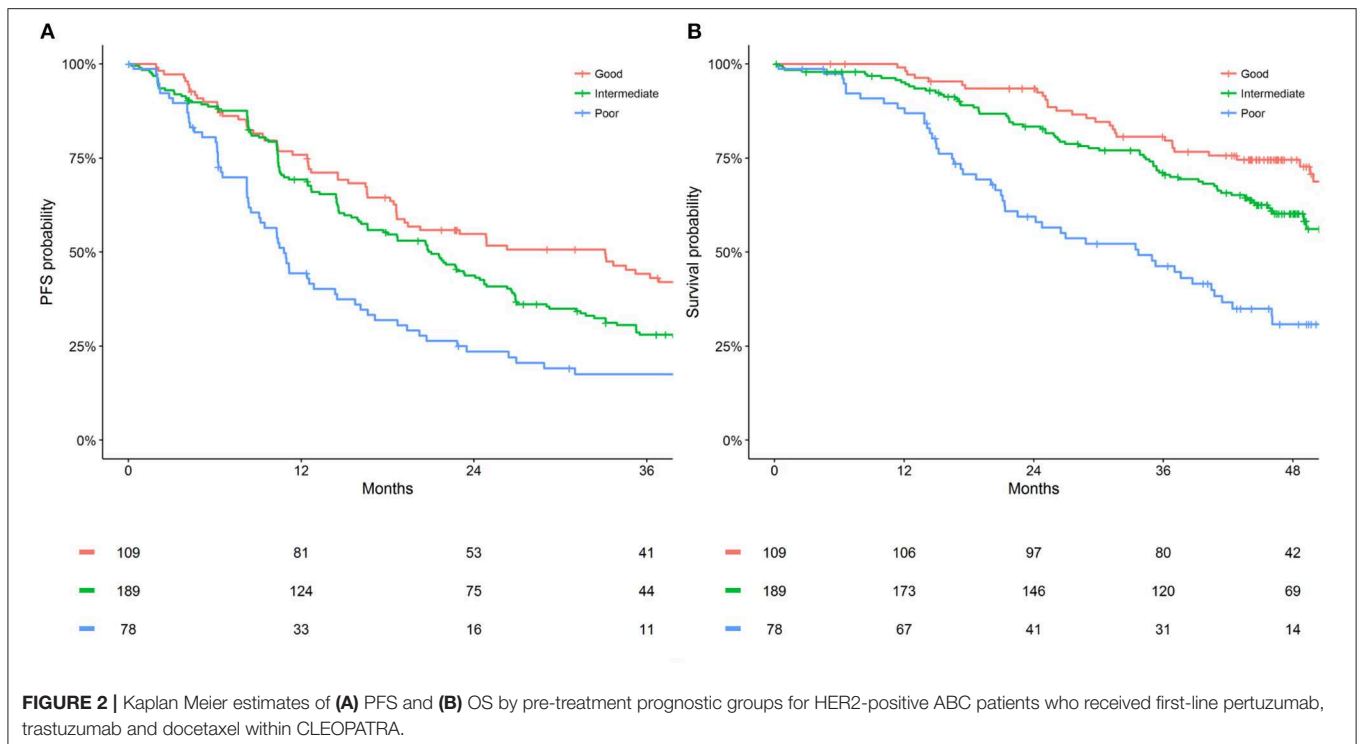 A
100%
75%
50%
25%
0%
PFS probability
Good
Intermediate
Poor
0 12 24 36
Months
109 81 53 41
189 124 75 44
78 33 16 11
B
100%
75%
50%
25%
0%
Survival probability
Good
Intermediate
Poor
0 12 24 36 48
Months
109 106 97 80 42
189 173 146 120 69
78 67 41 31 14
FIGURE 2 | Kaplan Meier estimates of (A) PFS and (B) OS by pre-treatment prognostic groups for HER2-positive ABC patients who received first-line pertuzumab,
trastuzumab and docetaxel within CLEOPATRA.